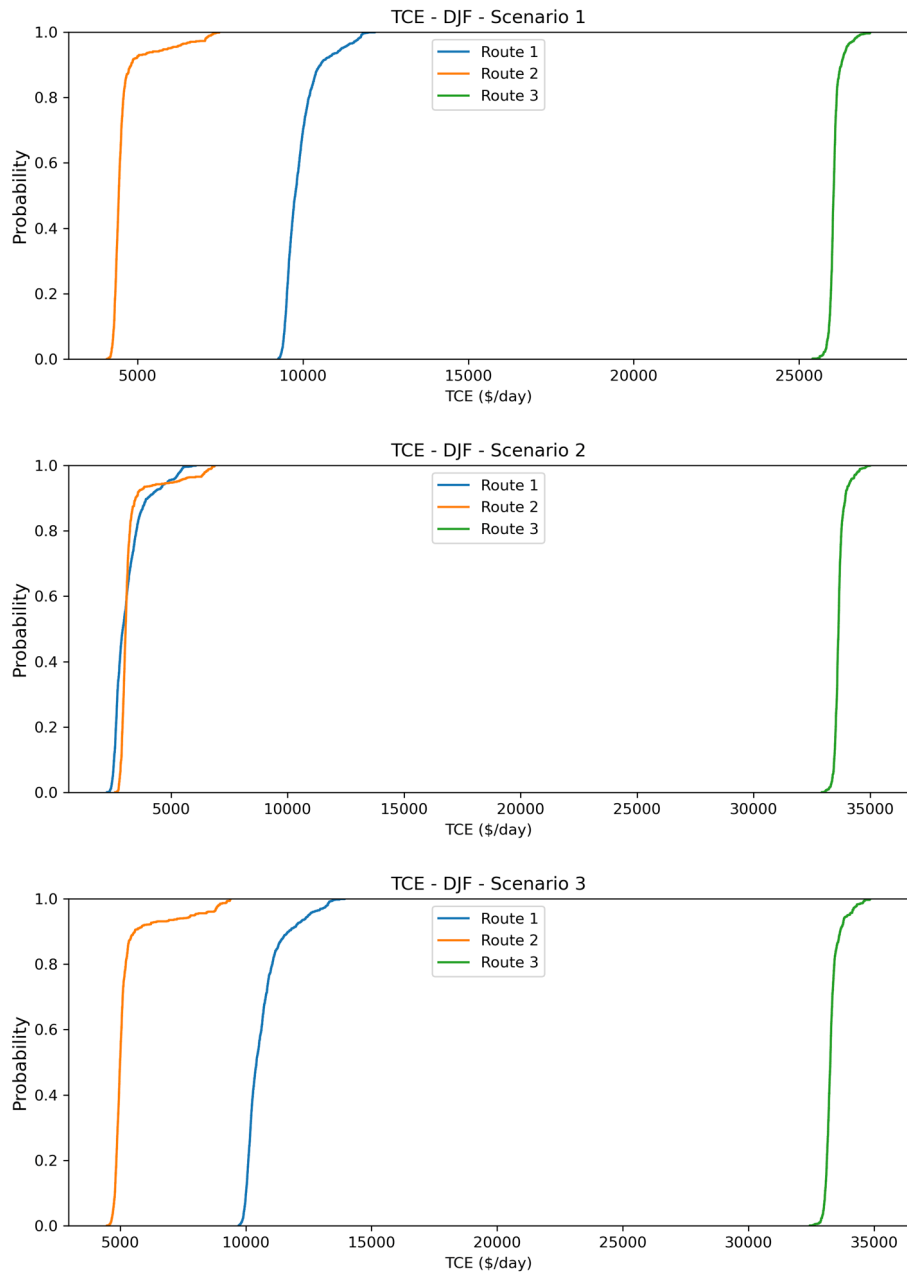 TCE - DJF - Scenario 1
1.0
Route 1
Route 2
Route 3
0.8
0.6
0.4
0.2
0.0
Probability
5000 10000 15000 20000 25000
TCE ($/day)
TCE - DJF - Scenario 2
1.0
Route 1
Route 2
Route 3
0.8
0.6
0.4
0.2
0.0
Probability
5000 10000 15000 20000 25000 30000 35000
TCE ($/day)
TCE - DJF - Scenario 3
1.0
Route 1
Route 2
Route 3
0.8
0.6
0.4
0.2
0.0
Probability
5000 10000 15000 20000 25000 30000 35000
TCE ($/day)